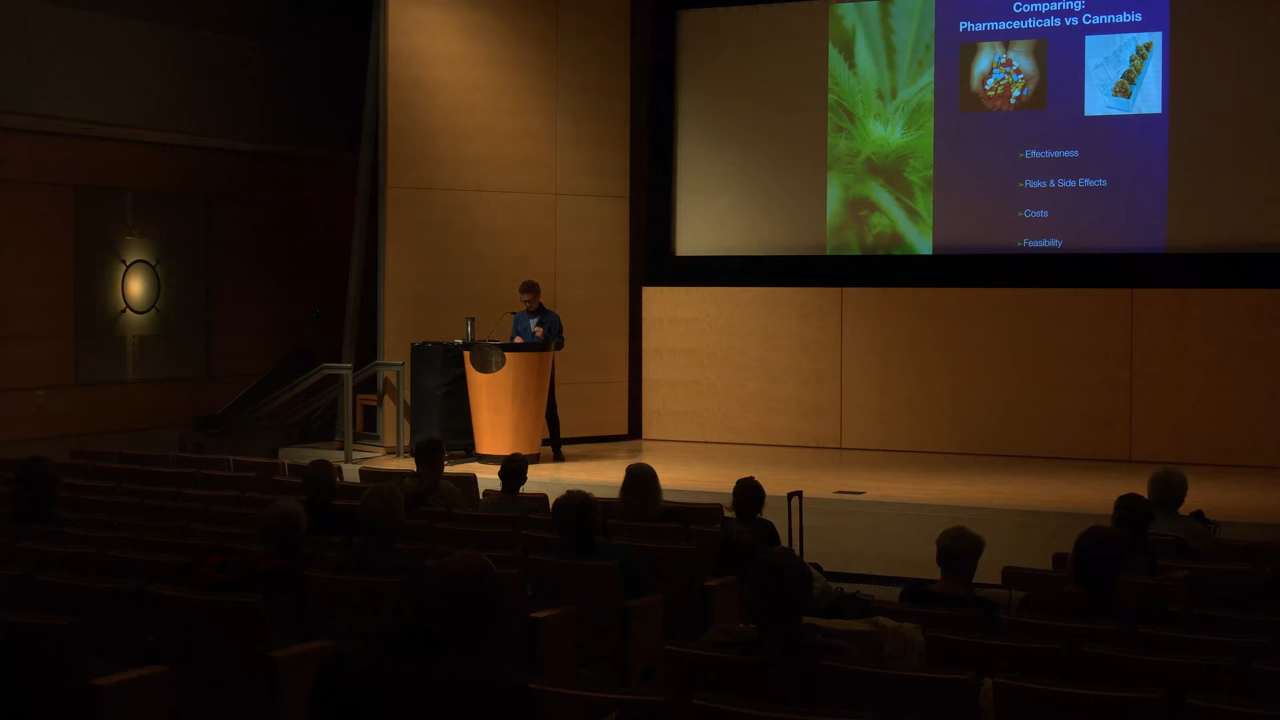 Comparing:
Pharmaceuticals vs Cannabis
➢Effectiveness
➢Risks & Side Effects
➢Costs
➢Feasibility